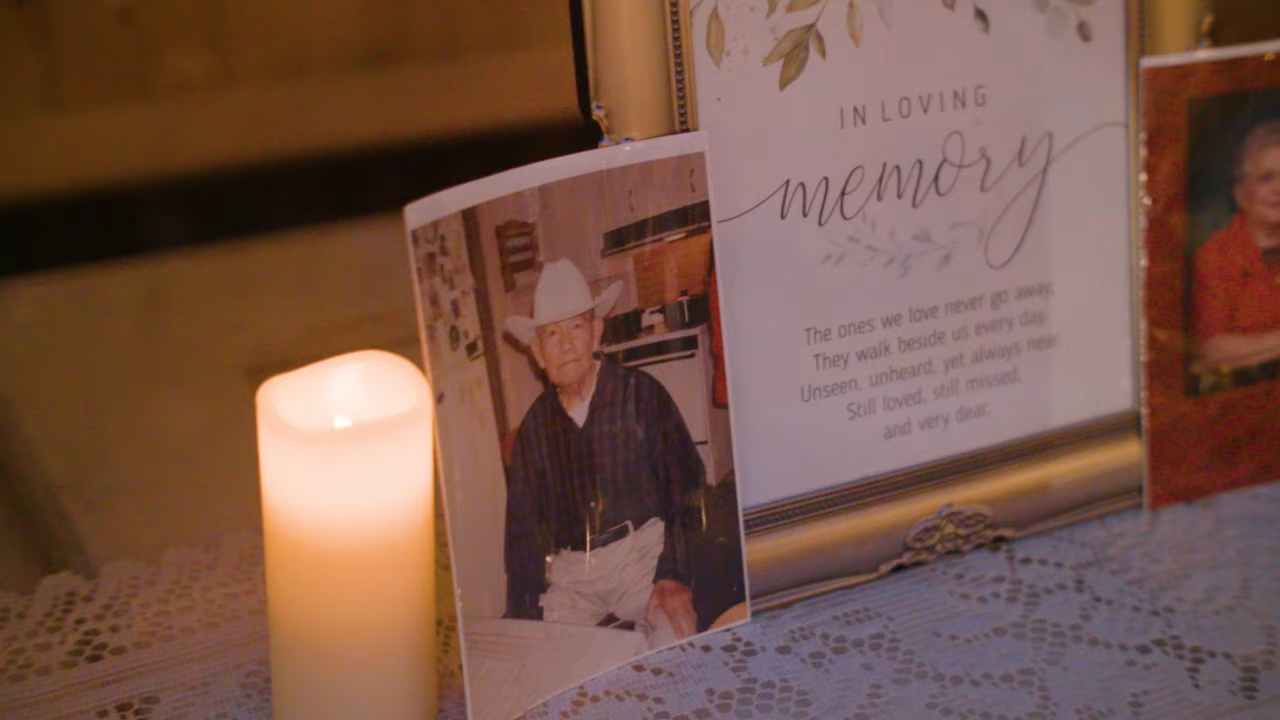 IN LOVING
memory
The ones we love never go away,
They walk beside us every day.
Unseen, unheard, yet always near.
Still loved, still missed,
and very dear.